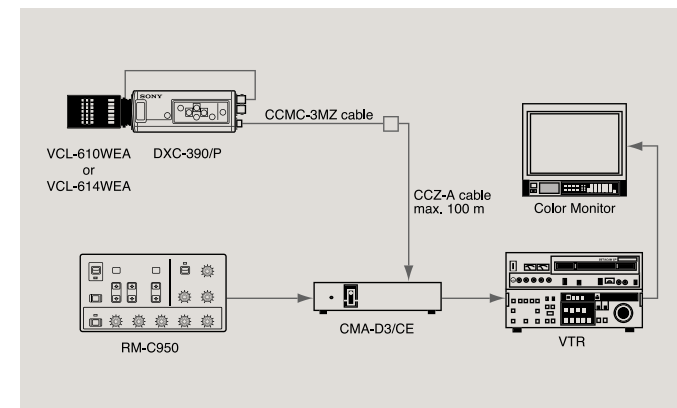 SONY
CCMC-3MZ cable
VCL-610WEA
or
VCL-614WEA
DXC-390/P
CCZ-A cable
max. 100 m
Color Monitor
RM-C950
CMA-D3/CE
VTR